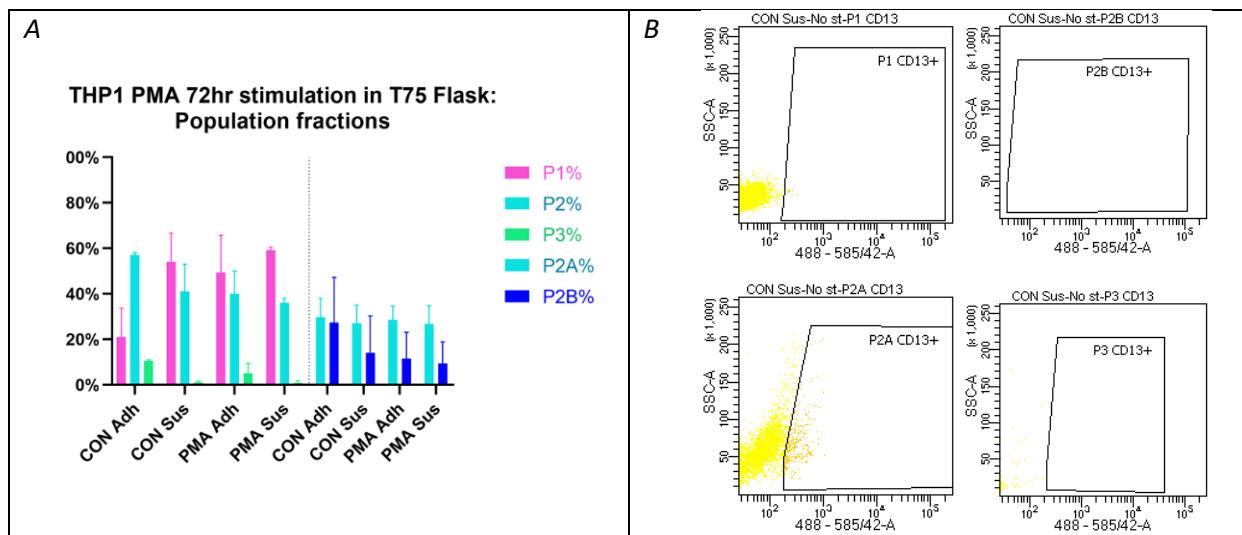 A
THP1 PMA 72hr stimulation in T75 Flask:
Population fractions
00%
80%
60%
40%
20%
0%
CON Adh
CON Sus
PMA Adh
PMA Sus
CON Adh
CON Sus
PMA Adh
PMA Sus
P1%
P2%
P3%
P2A%
P2B%
B
CON Sus-No st-P1 CD13
(x 1,000)
SSC-A
250
200
150
100
50
P1 CD13+
10² 10³ 10⁴ 10⁵
488 - 585/42-A
CON Sus-No st-P2B CD13
(x 1,000)
SSC-A
250
200
150
100
50
P2B CD13+
10² 10³ 10⁴ 10⁵
488 - 585/42-A
CON Sus-No st-P2A CD13
(x 1,000)
SSC-A
250
200
150
100
50
P2A CD13+
10² 10³ 10⁴ 10⁵
488 - 585/42-A
CON Sus-No st-P3 CD13
(x 1,000)
SSC-A
250
200
150
100
50
P3 CD13+
10² 10³ 10⁴ 10⁵
488 - 585/42-A